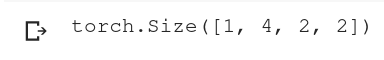 torch.Size([1, 4, 2, 2])